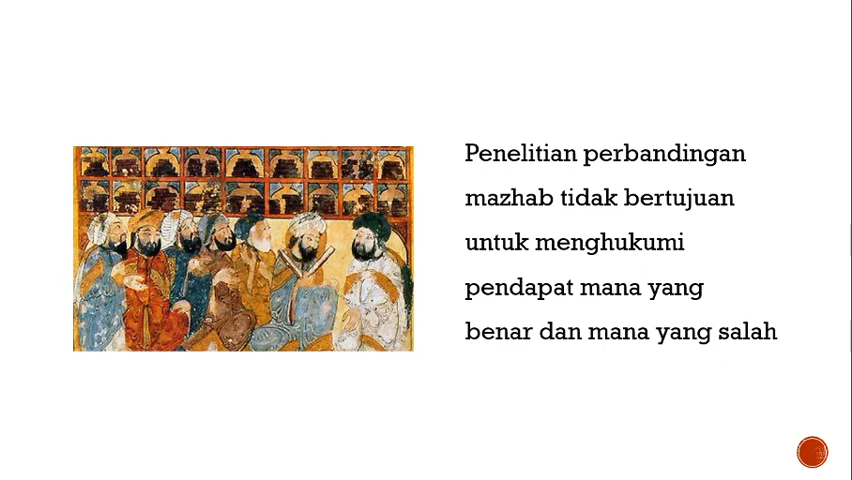 Penelitian perbandingan
mazhab tidak bertujuan
untuk menghukumi
pendapat mana yang
benar dan mana yang salah